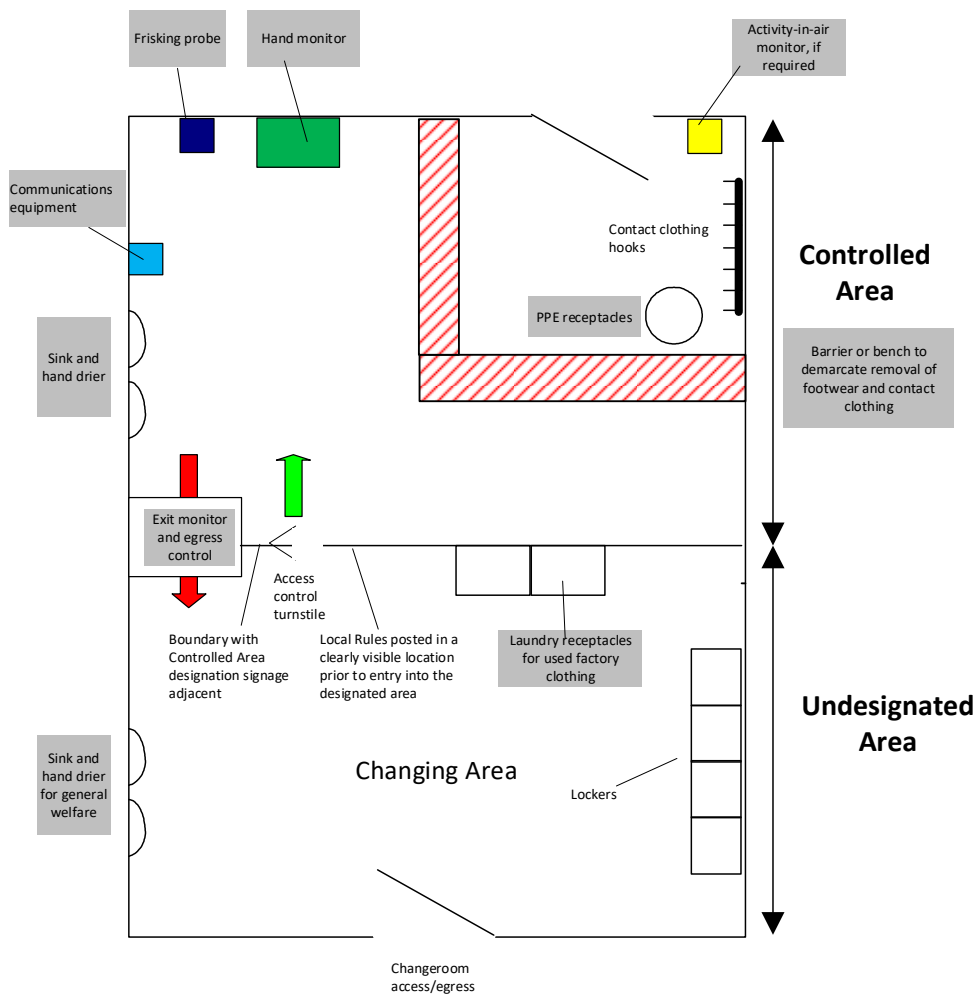 Frisking probe
Hand monitor
Activity-in-air
monitor, if
required
Communications
equipment
Contact clothing
hooks
Controlled
Area
PPE receptacles
Sink and
hand drier
Barrier or bench to
demarcate removal of
footwear and contact
clothing
Exit monitor
and egress
control
Access
control
turnstile
Boundary with
Controlled Area
designation signage
adjacent
Local Rules posted in a
clearly visible location
prior to entry into the
designated area
Laundry receptacles
for used factory
clothing
Undesignated
Area
Sink and
hand drier
for general
welfare
Changing Area
Lockers
Changeroom
access/egress